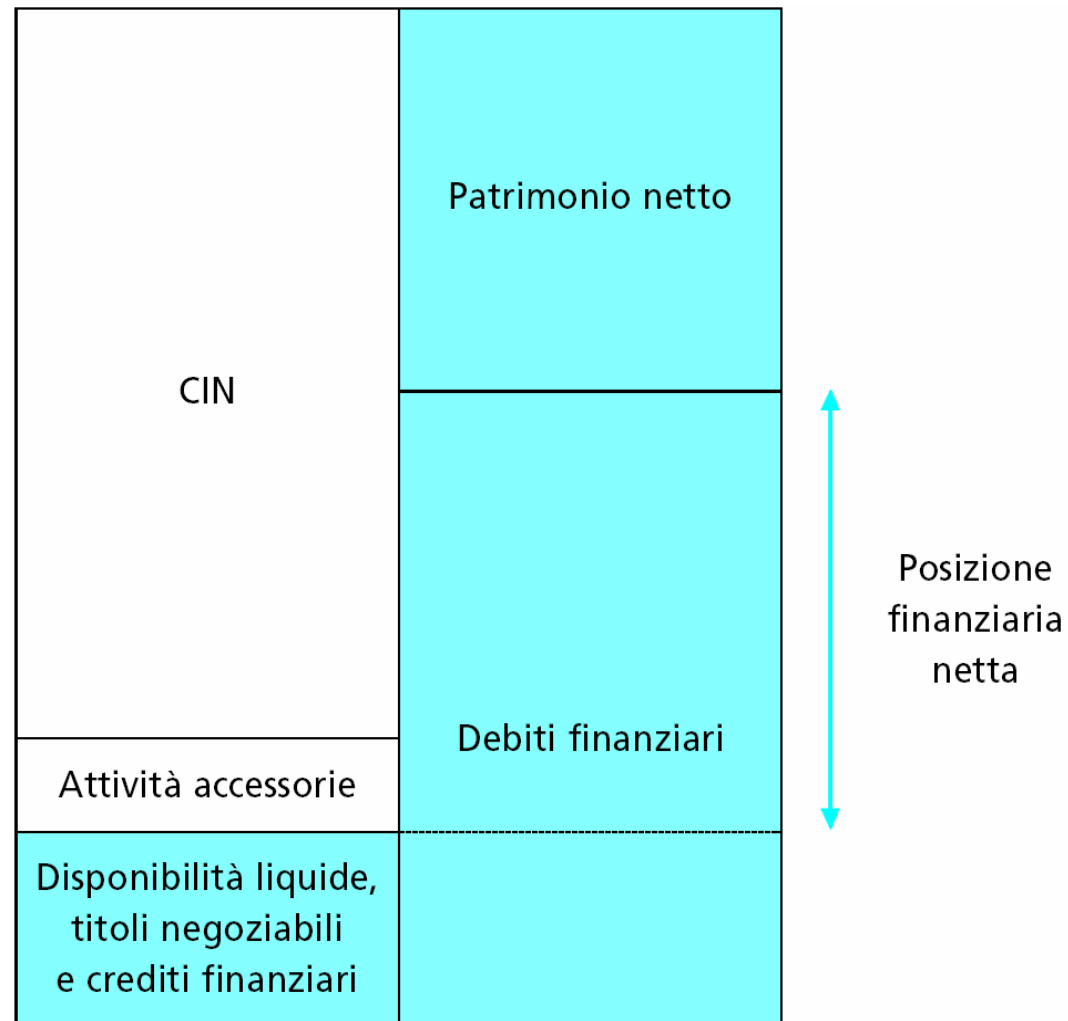 Patrimonio netto
CIN
Posizione
finanziaria
netta
Debiti finanziari
Attività accessorie
Disponibilità liquide,
titoli negoziabili
e crediti finanziari